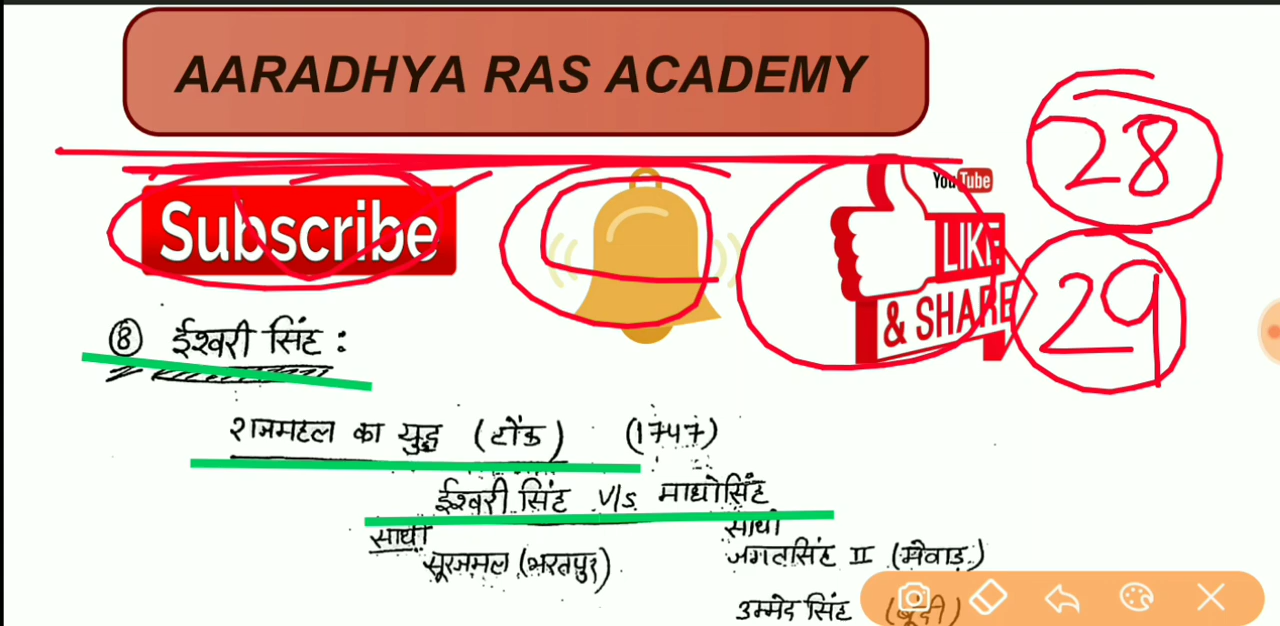 AARADHYA RAS ACADEMY
28
YouTube
Subscribe
LIKE
& SHARE
29
8 ईश्वरी सिंह :
राजमहल का युद्ध (टोंक) (1747)
ईश्वरी सिंह V/s माधोसिंह
साथी साथी
सूरजमल (भरतपुर) जगतसिंह II (मेवाड़)
उम्मेद सिंह (बूंदी)